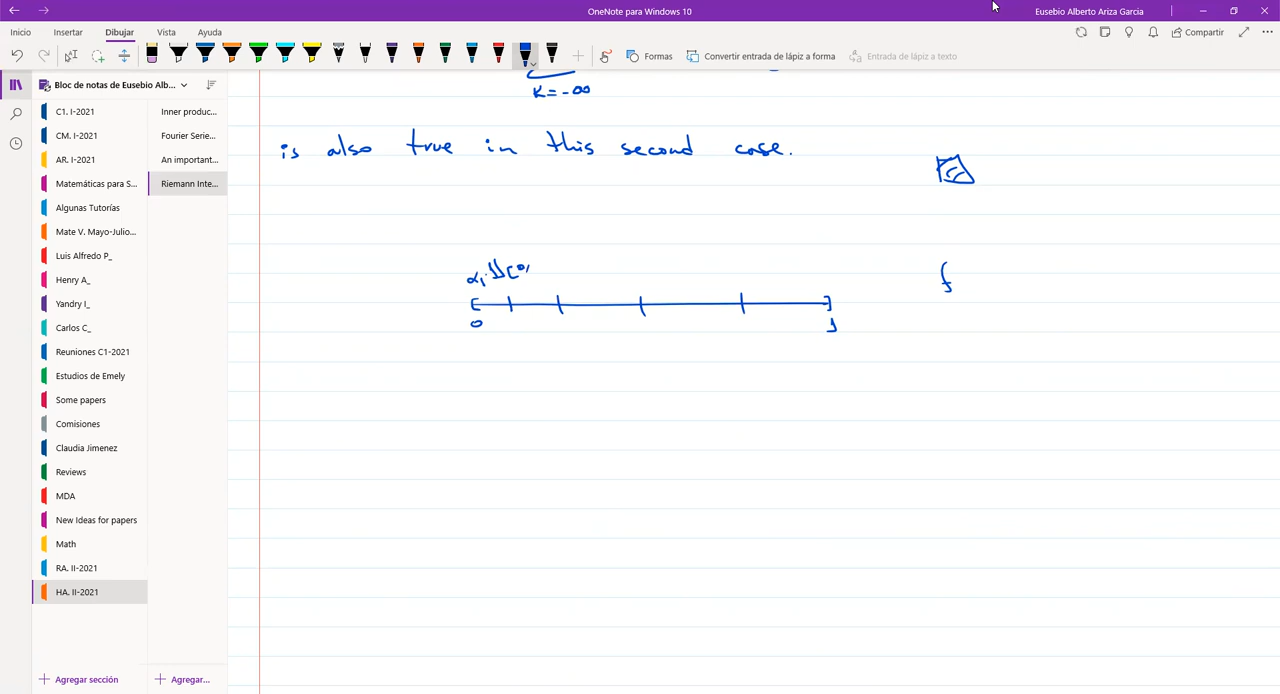 OneNote para Windows 10
Eusebio Alberto Ariza Garcia
Inicio Insertar Dibujar Vista Ayuda
Compartir
Formas
Convertir entrada de lápiz a forma
Entrada de lápiz a texto
Bloc de notas de Eusebio Alb...
C1. I-2021
CM. I-2021
AR. I-2021
Matemáticas para S...
Algunas Tutorías
Mate V. Mayo-Julio...
Luis Alfredo P_
Henry A_
Yandry I_
Carlos C_
Reuniones C1-2021
Estudios de Emely
Some papers
Comisiones
Claudia Jimenez
Reviews
MDA
New Ideas for papers
Math
RA. II-2021
HA. II-2021
Agregar sección
Inner produc...
Fourier Serie...
An important...
Riemann Inte...
Agregar...
K=-∞
is also true in this second case.
f
0 1